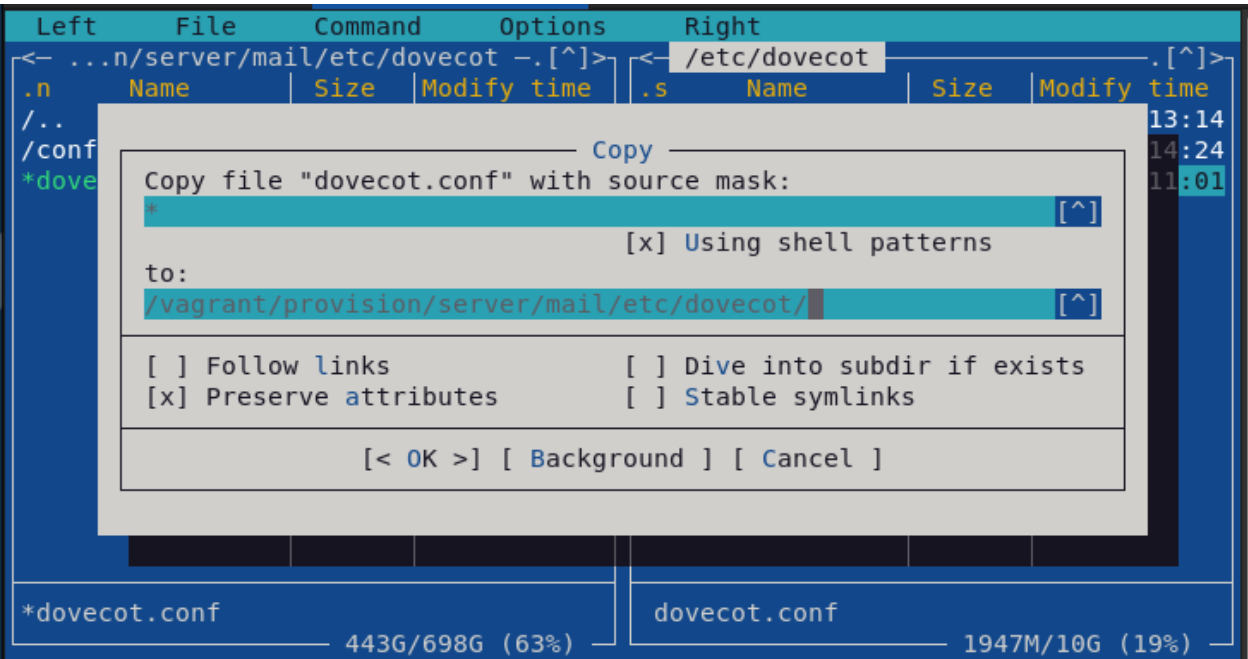 Left File Command Options Right
<— ...n/server/mail/etc/dovecot —.[^]> <— /etc/dovecot .[^]>
.n Name Size Modify time .s Name Size Modify time
/.. 13:14
/conf 14:24
*dove 11:01
Copy
Copy file "dovecot.conf" with source mask:
* [^]
[x] Using shell patterns
to:
/vagrant/provision/server/mail/etc/dovecot/ [^]
[ ] Follow links [ ] Dive into subdir if exists
[x] Preserve attributes [ ] Stable symlinks
[< OK >] [ Background ] [ Cancel ]
*dovecot.conf dovecot.conf
443G/698G (63%) 1947M/10G (19%)